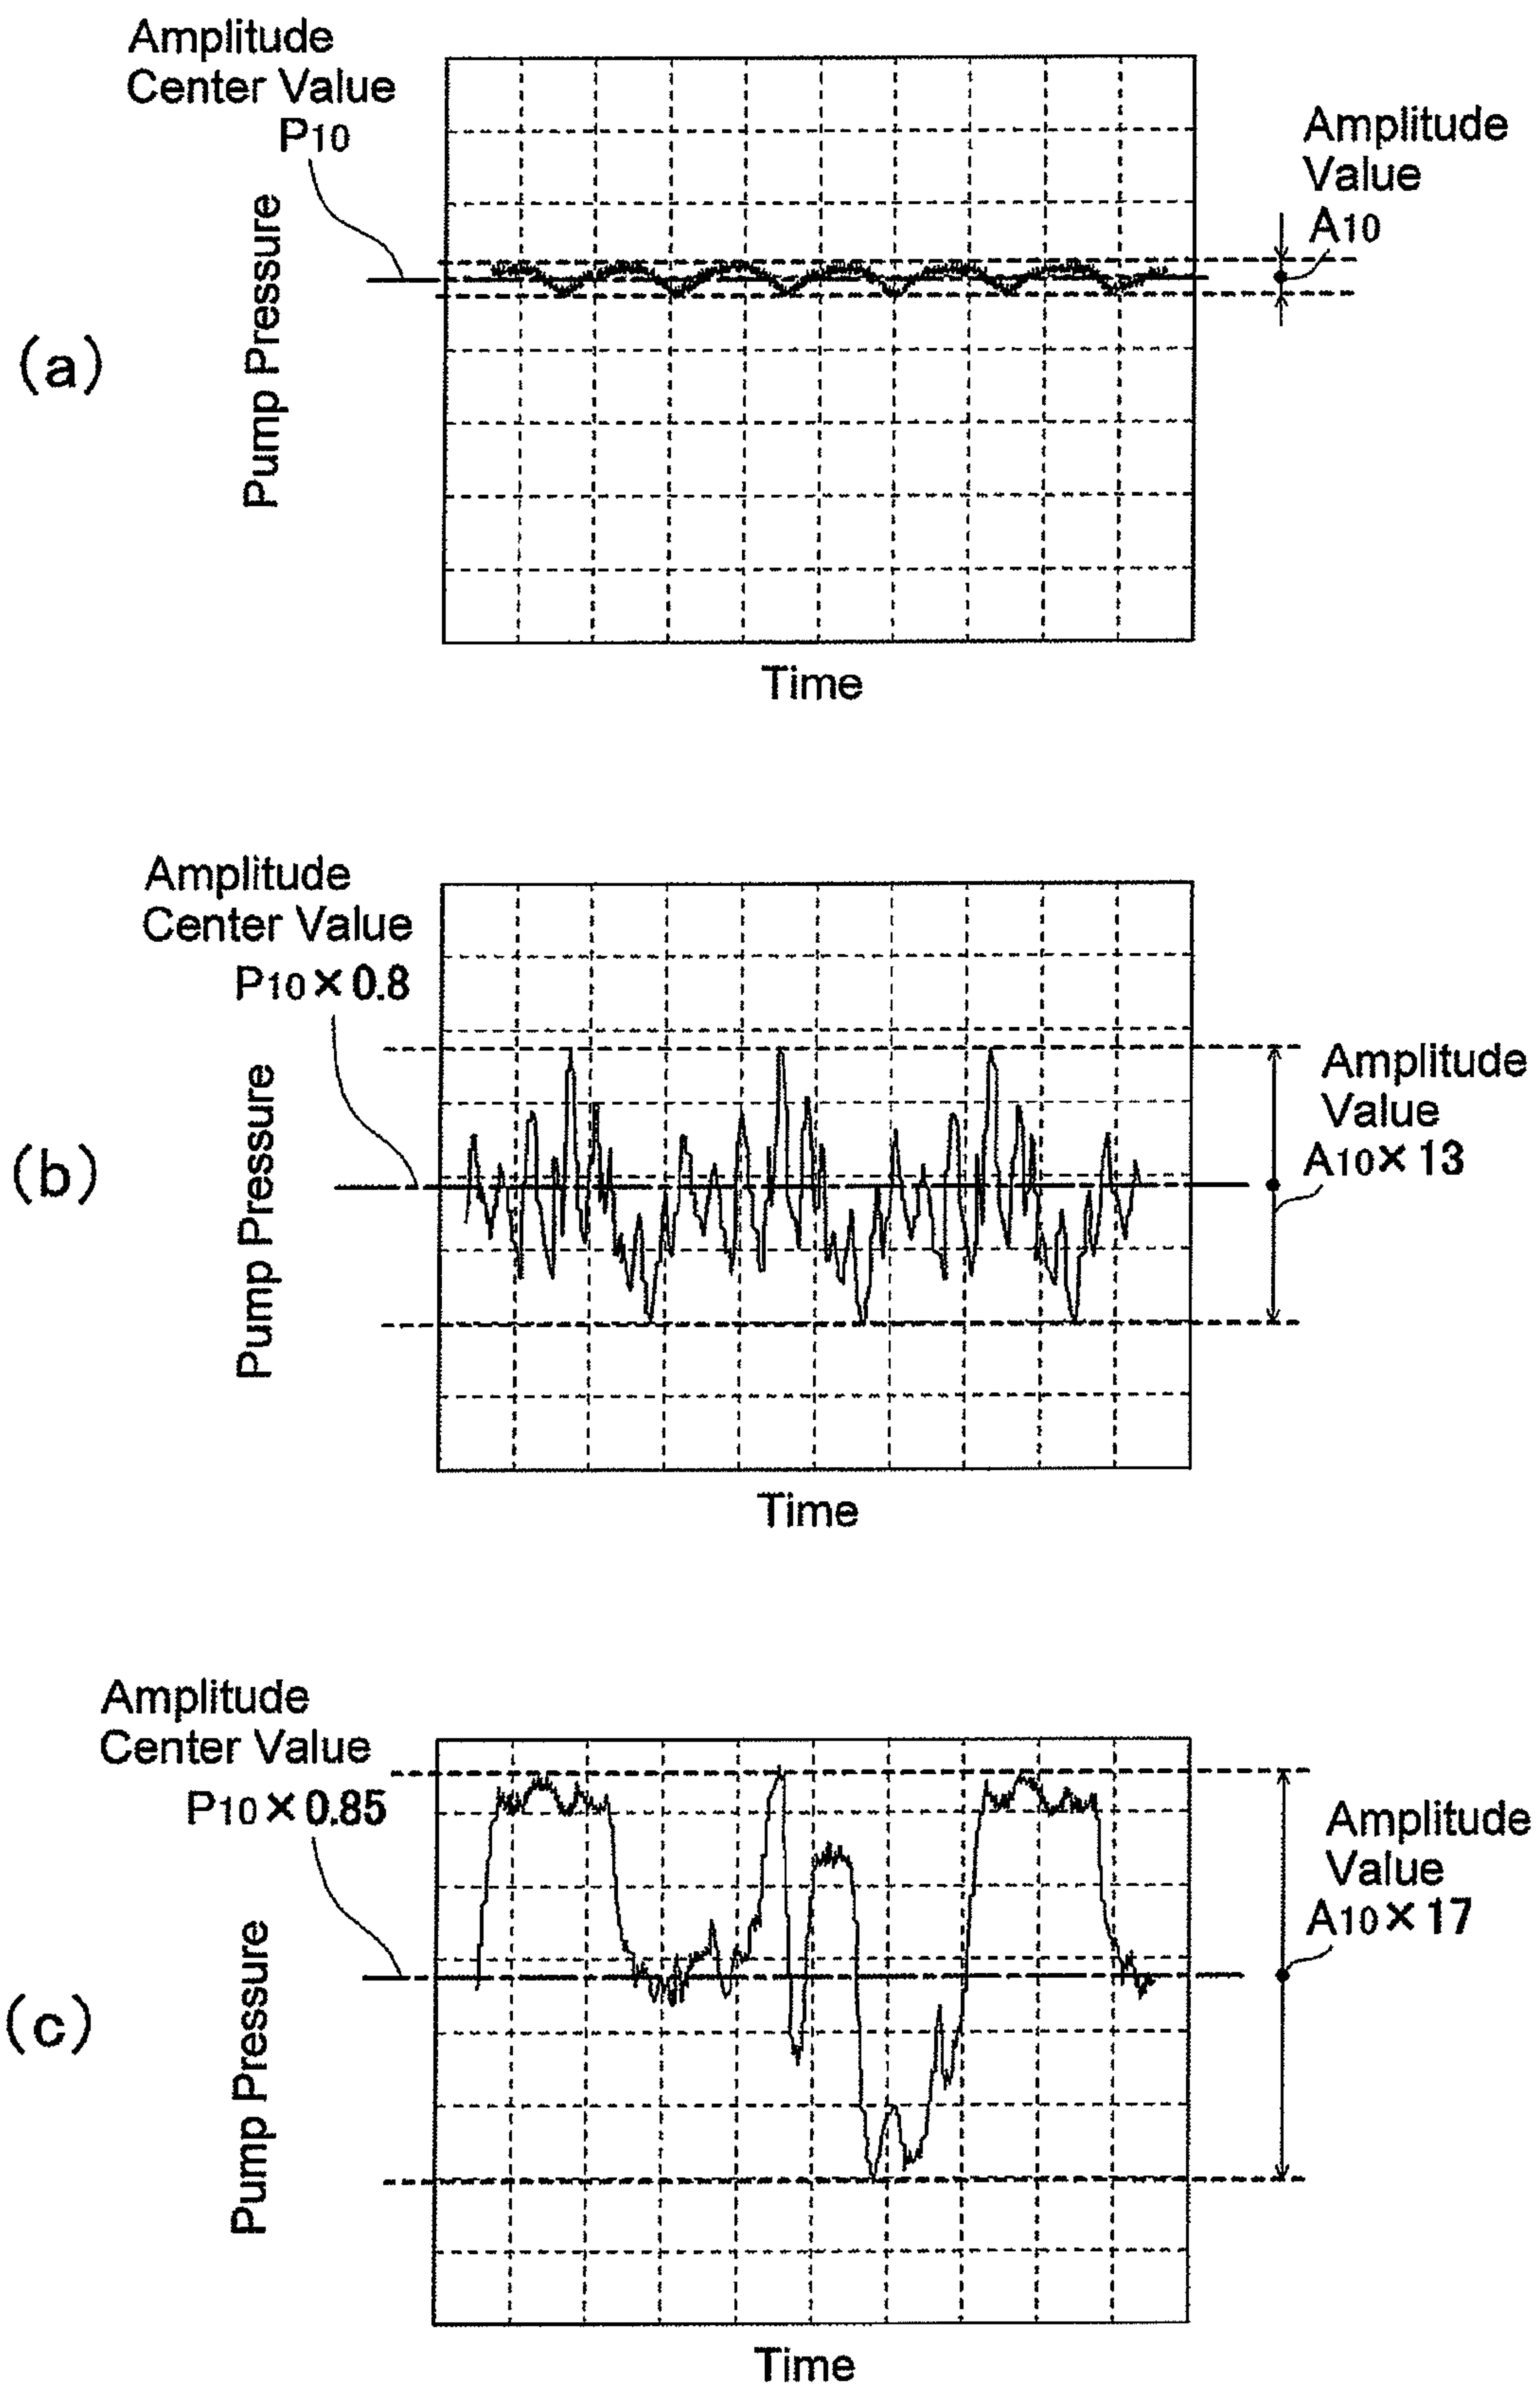 Amplitude
Center Value
P10
Amplitude
Value
A10
Pump Pressure
(a)
Time
Amplitude
Center Value
P10×0.8
Amplitude
Value
A10×13
Pump Pressure
(b)
Time
Amplitude
Center Value
P10×0.85
Amplitude
Value
A10×17
Pump Pressure
(c)
Time